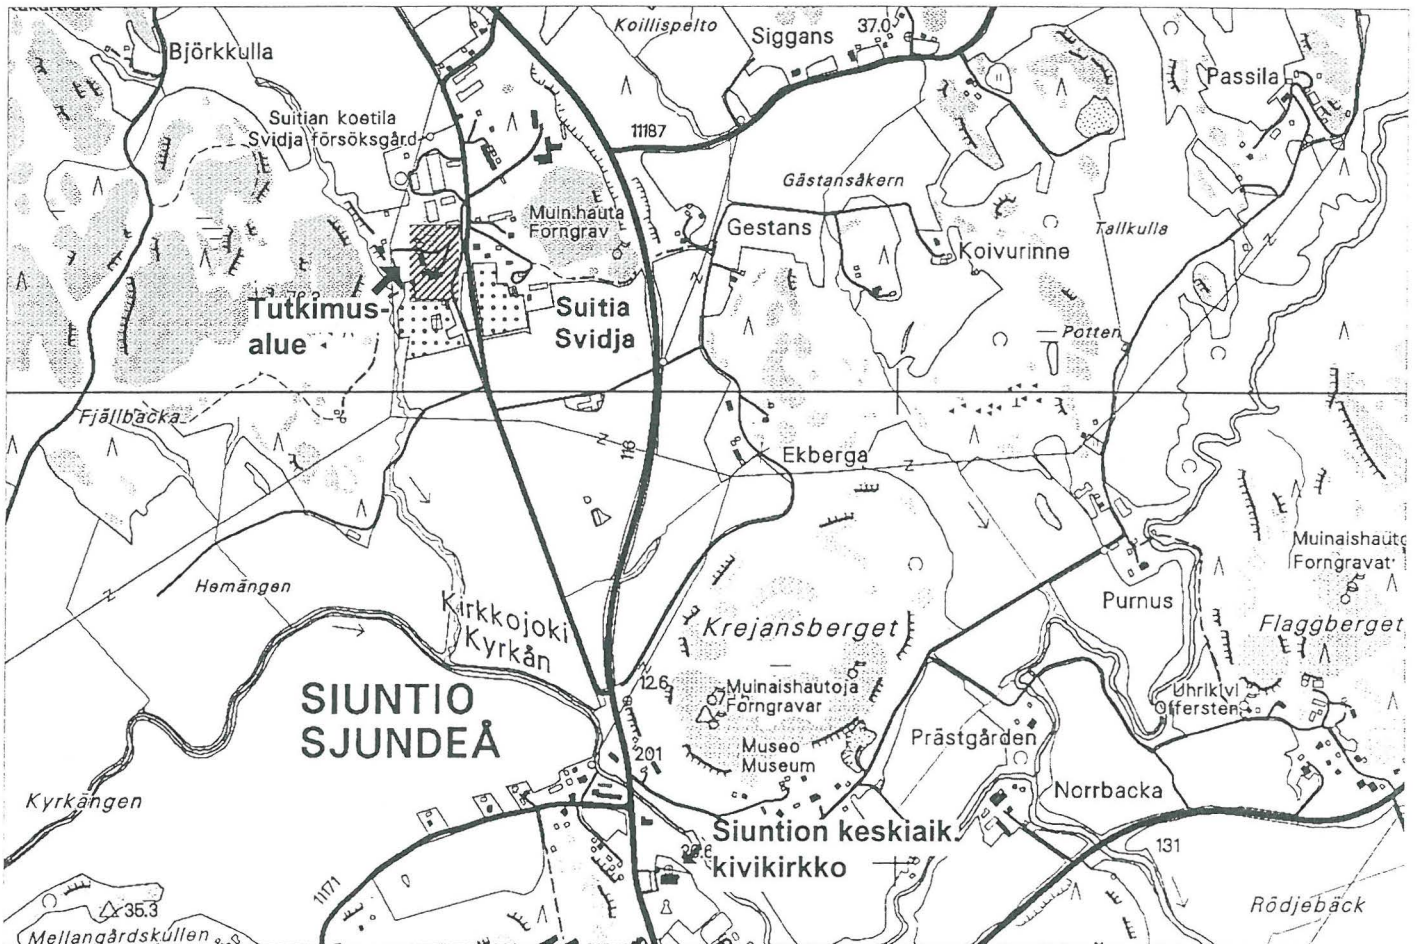 Koillispelto
Siggans
37.0
Björkkulla
Passila
Suitian koetila
Svidja försöksgård
11187
Gästansåkern
Muin.hauta
Forngrav
Gestans
Koivurinne
Tallkulla
Tutkimus-
alue
Suitia
Svidja
Potten
Fjällbacka
116
Ekberga
Muinaishauto
Forngravat
Hemängen
Purnus
Kirkkojoki
Kyrkån
Krejansberget
Flaggberget
12.6
Muinaishautoja
Forngravar
Uhrikivi
Offersten
SIUNTIO
SJUNDEÅ
Museo
Museum
Prästgården
201
Kyrkängen
Norrbacka
Siuntion keskiaik.
kivikirkko
131
11171
35.3
Mellangårdskullen
Rödjebäck